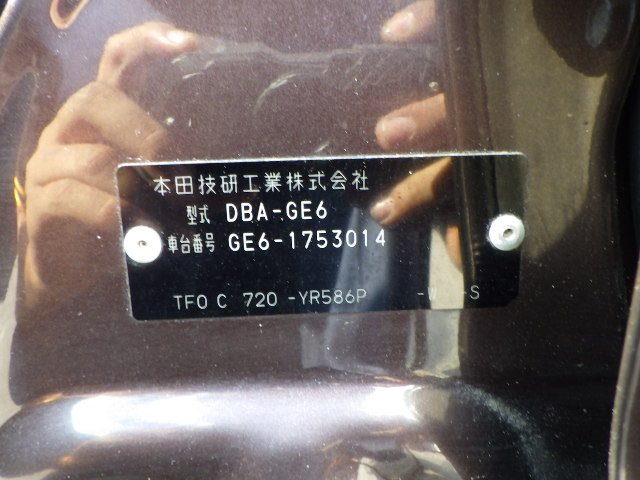 本田技研工業株式会社
型式 DBA-GE6
車台番号 GE6-1753014
TF0 C 720 -YR586P -W -S